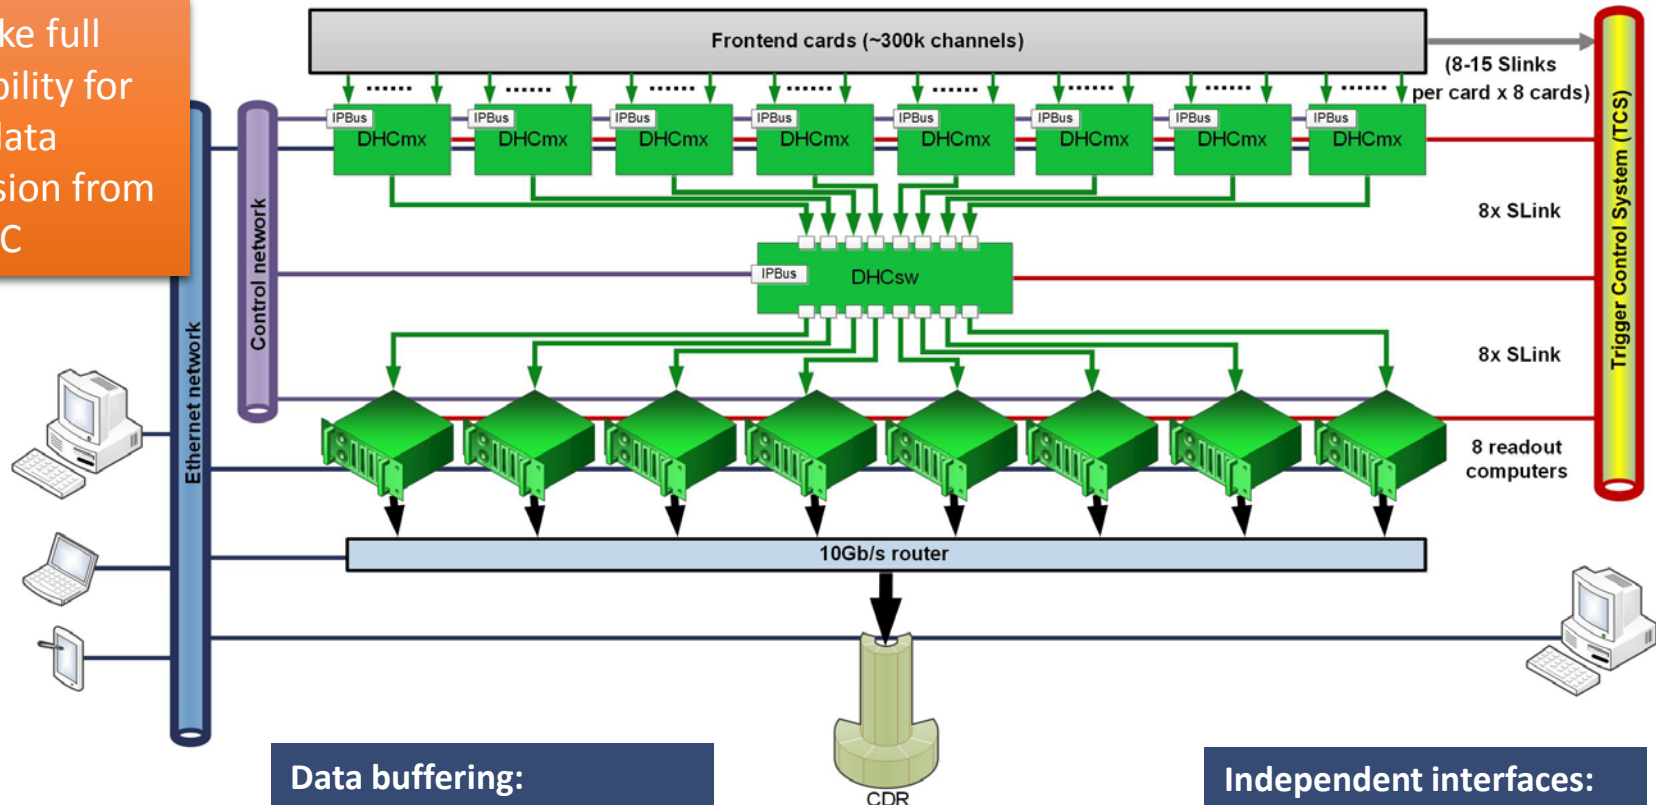 ke full
bility for
data
sion from
C
Frontend cards (~300k channels)
(8-15 Slinks
per card x 8 cards)
IPBus
DHCmx
IPBus
DHCmx
IPBus
DHCmx
IPBus
DHCmx
IPBus
DHCmx
IPBus
DHCmx
IPBus
DHCmx
IPBus
DHCmx
8x SLink
IPBus
DHCsw
8x SLink
Control network
Ethernet network
Trigger Control System (TCS)
8 readout
computers
10Gb/s router
CDR
Data buffering:
Independent interfaces: